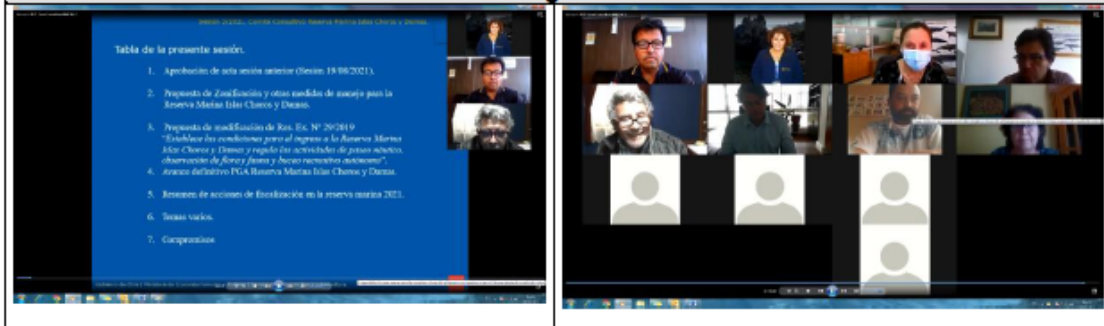 Sesión 3/2021. Comité Consultivo Reserva Marina Islas Choros y Damas.
Tabla de la presente sesión.
1. Aprobación de acta sesión anterior (Sesión 19/08/2021).
2. Propuesta de Zonificación y otras medidas de manejo para la
Reserva Marina Islas Choros y Damas.
3. Propuesta de modificación de Res. Ex. N° 29/2019
"Establece las condiciones para el ingreso a la Reserva Marina
Islas Choros y Damas y regula las actividades de paseo náutico,
observación de flora y fauna y buceo recreativo autónomo".
4. Avance definitivo PGA Reserva Marina Islas Choros y Damas.
5. Resumen de acciones de fiscalización en la reserva marina 2021.
6. Temas varios.
7. Compromisos